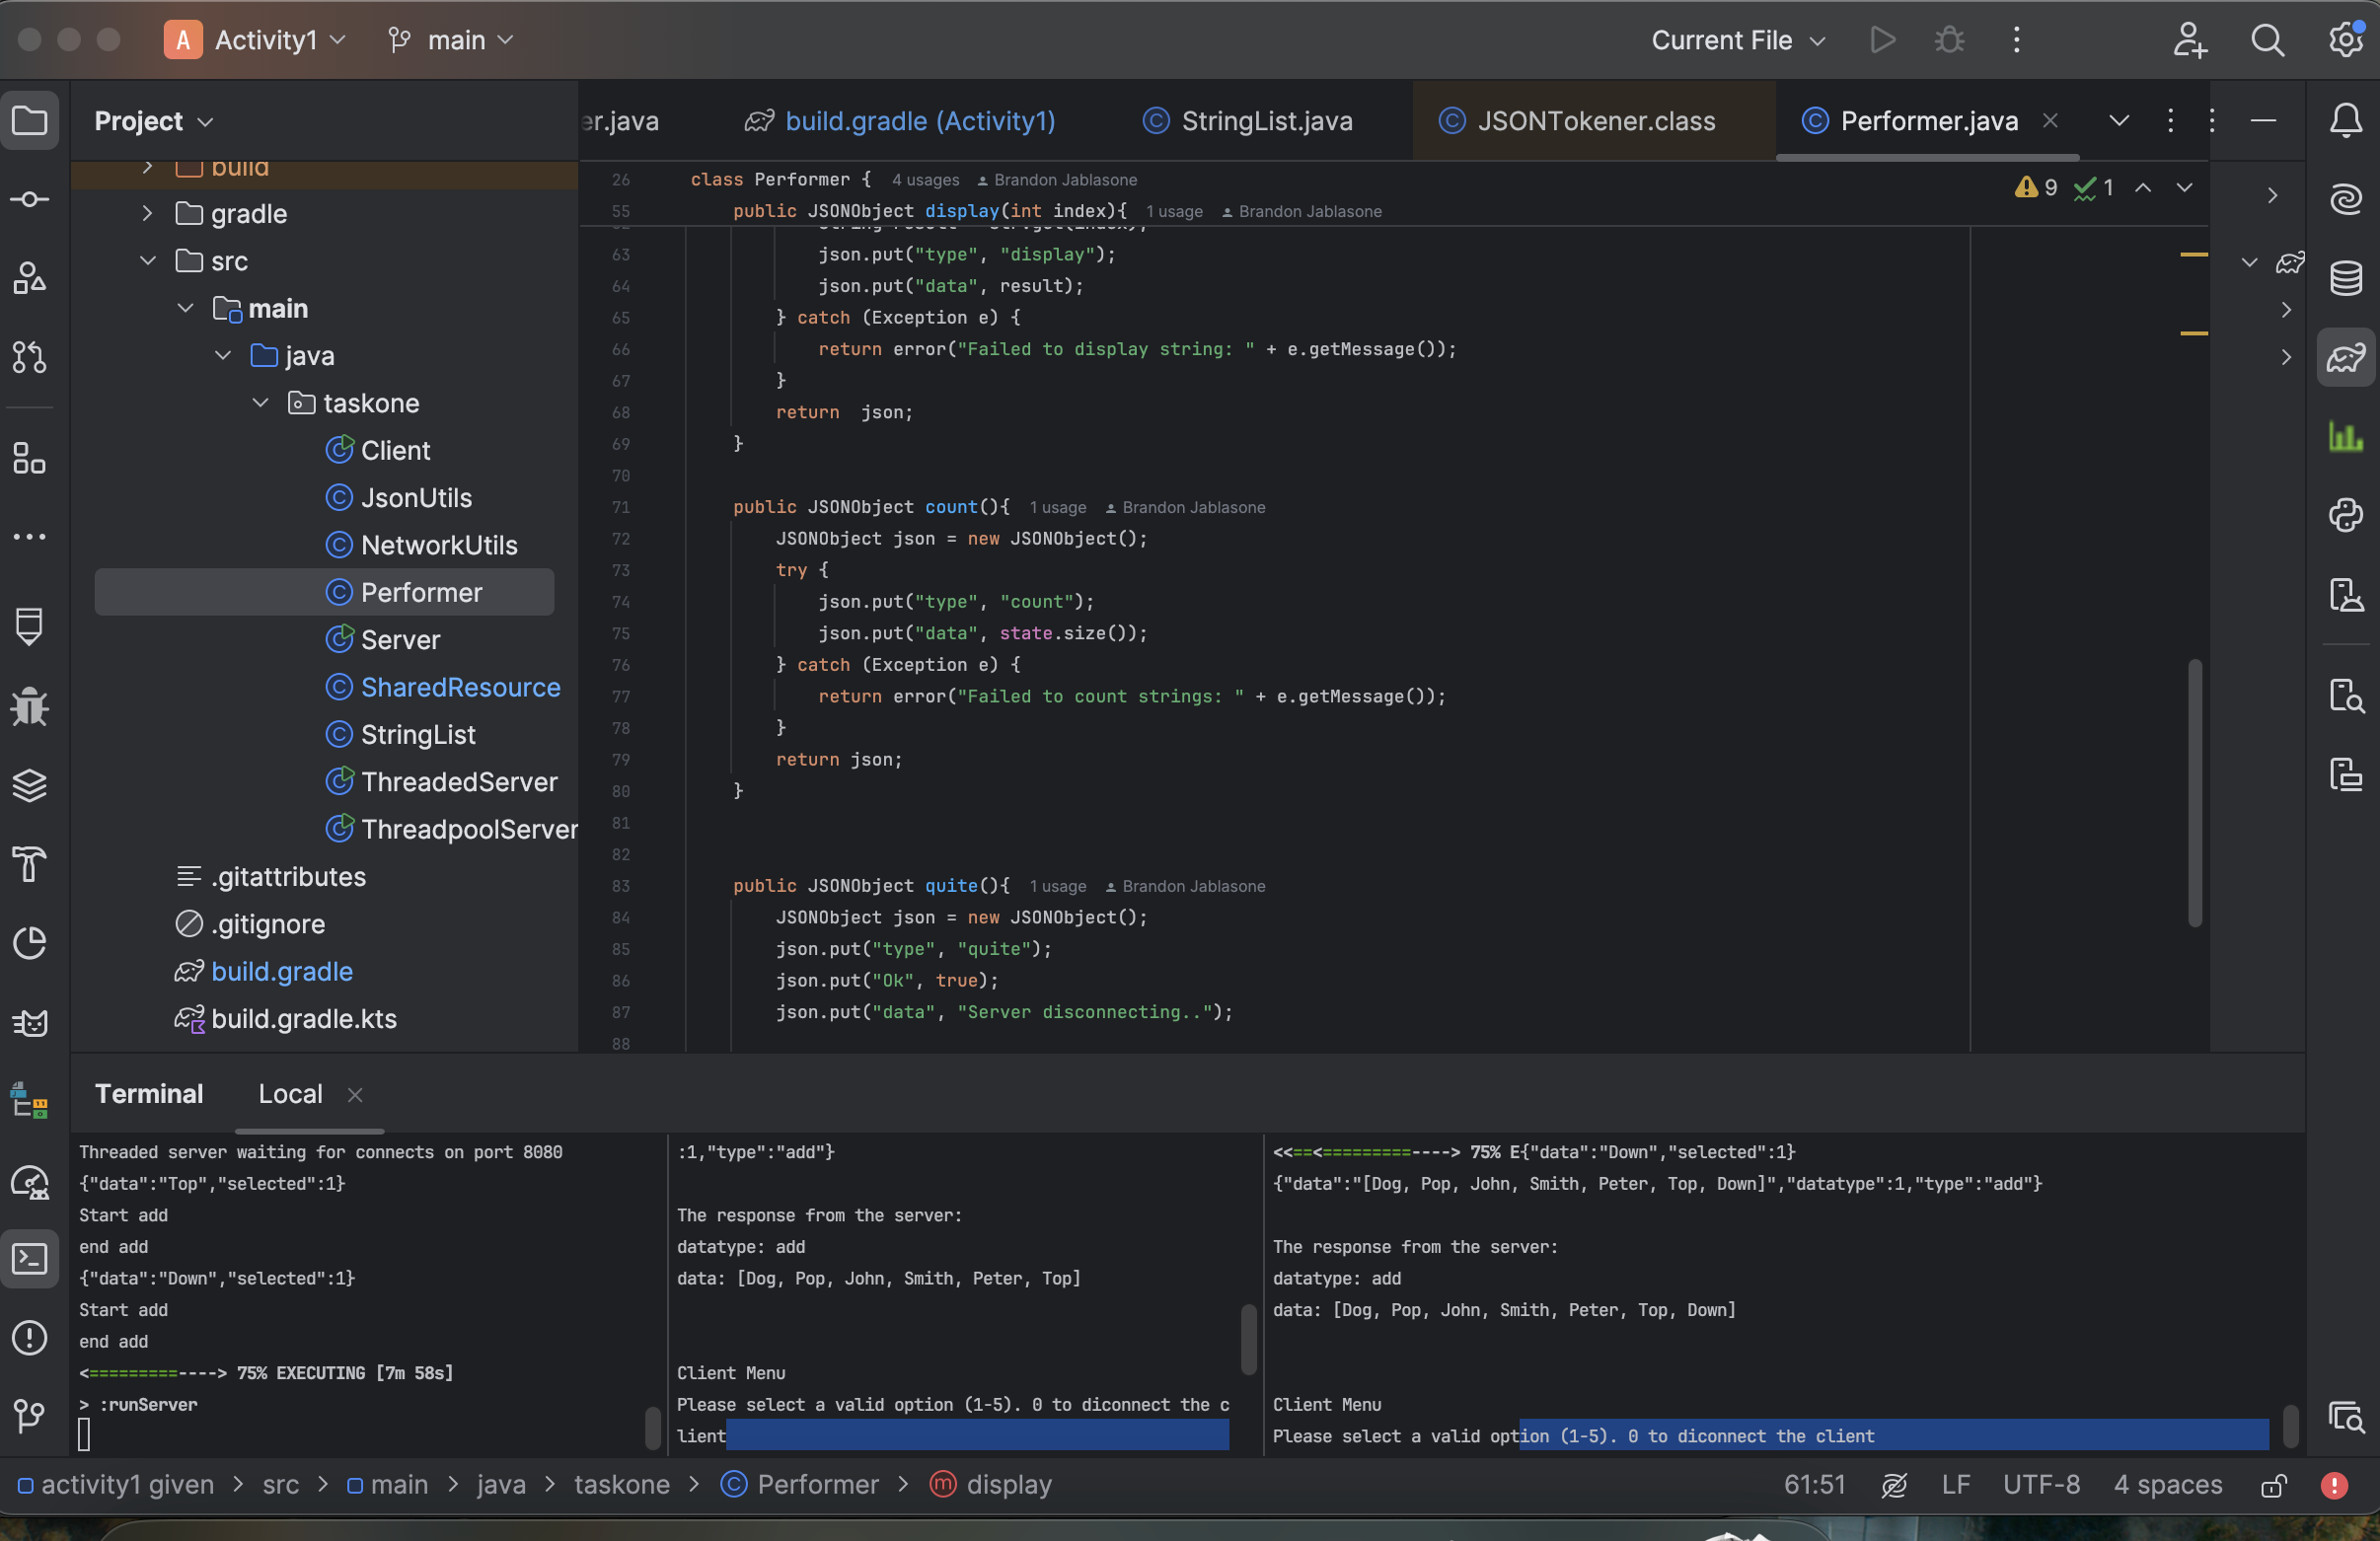 A Activity1 main Current File
Project
er.java build.gradle (Activity1) StringList.java JSONTokener.class Performer.java
build
gradle
src
main
java
taskone
Client
JsonUtils
NetworkUtils
Performer
Server
SharedResource
StringList
ThreadedServer
ThreadpoolServer
.gitattributes
.gitignore
build.gradle
build.gradle.kts
26 class Performer { 4 usages Brandon Jablasone 9 1
55 public JSONObject display(int index){ 1 usage Brandon Jablasone
63 json.put("type", "display");
64 json.put("data", result);
65 } catch (Exception e) {
66 return error("Failed to display string: " + e.getMessage());
67 }
68 return  json;
69 }
70
71 public JSONObject count(){ 1 usage Brandon Jablasone
72 JSONObject json = new JSONObject();
73 try {
74 json.put("type", "count");
75 json.put("data", state.size());
76 } catch (Exception e) {
77 return error("Failed to count strings: " + e.getMessage());
78 }
79 return json;
80 }
81
82
83 public JSONObject quite(){ 1 usage Brandon Jablasone
84 JSONObject json = new JSONObject();
85 json.put("type", "quite");
86 json.put("Ok", true);
87 json.put("data", "Server disconnecting..");
88
Terminal Local
Threaded server waiting for connects on port 8080
{"data":"Top","selected":1}
Start add
end add
{"data":"Down","selected":1}
Start add
end add
<=========----> 75% EXECUTING [7m 58s]
> :runServer
:1,"type":"add"}
The response from the server:
datatype: add
data: [Dog, Pop, John, Smith, Peter, Top]
Client Menu
Please select a valid option (1-5). 0 to diconnect the c
lient
<<==<=========----> 75% E{"data":"Down","selected":1}
{"data":"[Dog, Pop, John, Smith, Peter, Top, Down]","datatype":1,"type":"add"}
The response from the server:
datatype: add
data: [Dog, Pop, John, Smith, Peter, Top, Down]
Client Menu
Please select a valid option (1-5). 0 to diconnect the client
activity1 given > src > main > java > taskone > Performer > display 61:51 LF UTF-8 4 spaces